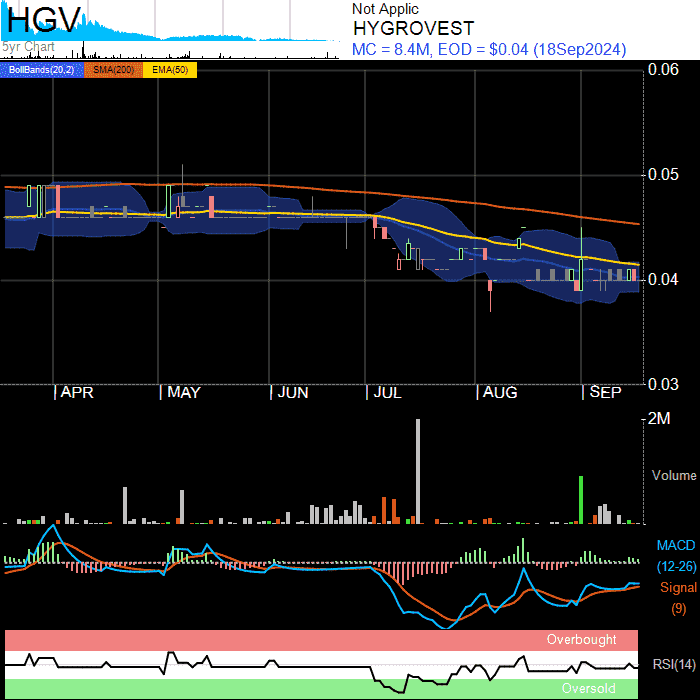 HGV
5yr Chart
Not Applic
HYGROVEST
MC = 8.4M, EOD = $0.04 (18Sep2024)
BollBands(20,2) SMA(200) EMA(50)
0.06
0.05
0.04
0.03
APR MAY JUN JUL AUG SEP
2M
Volume
MACD
(12-26)
Signal
(9)
Overbought
RSI(14)
Oversold